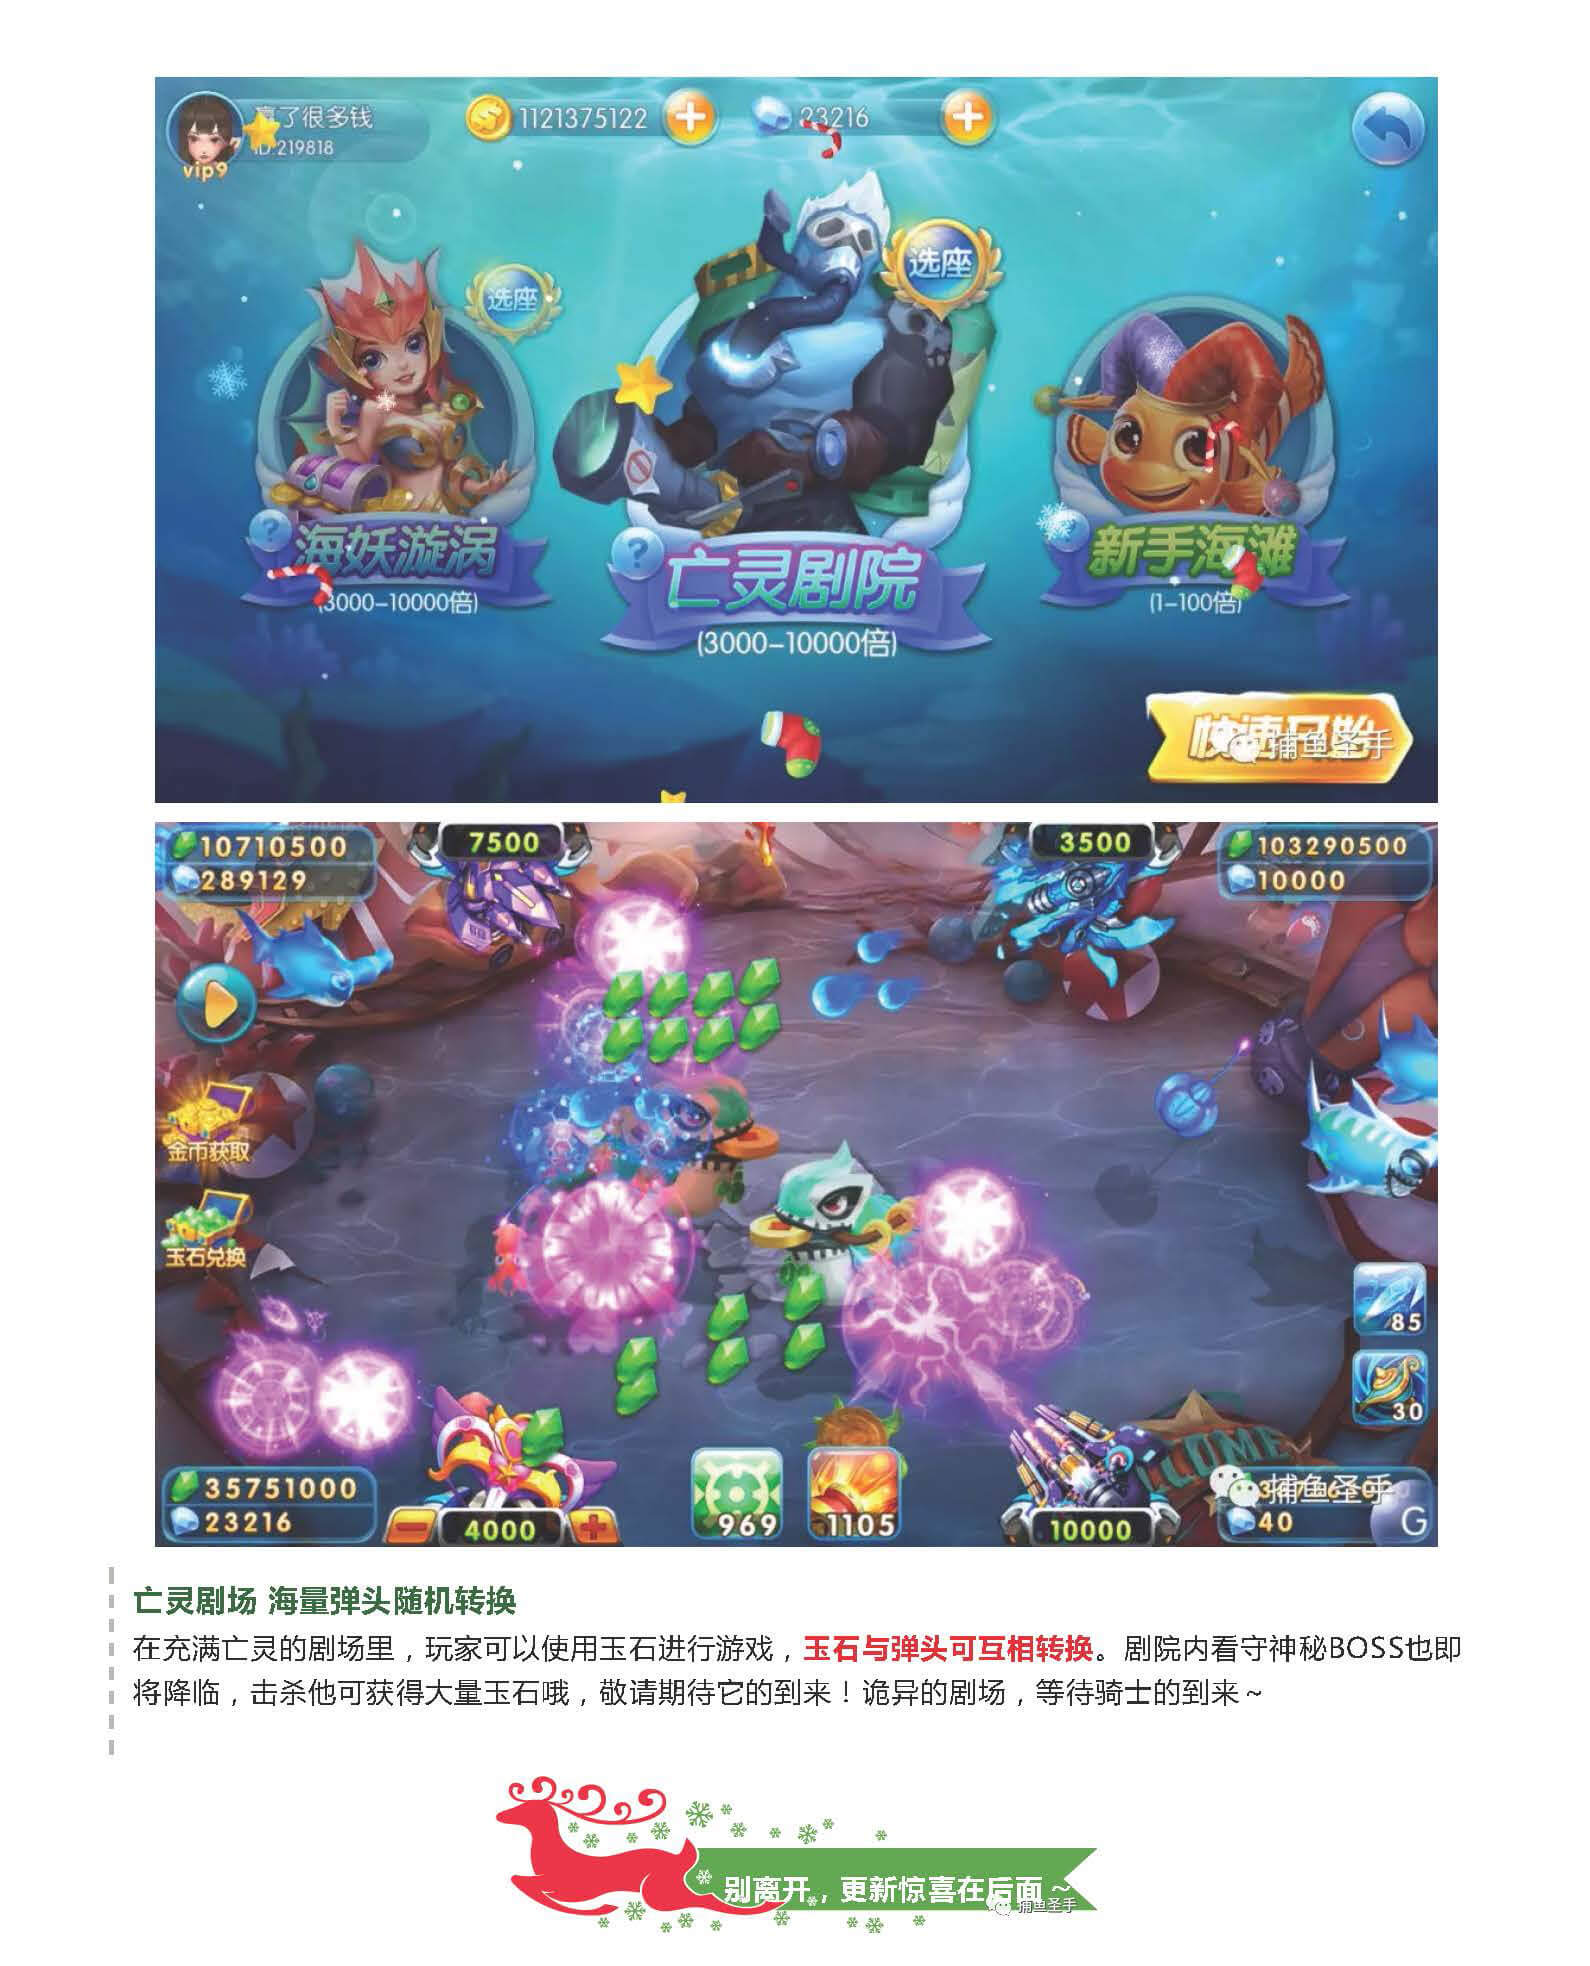 赢了很多钱
ID:219818
vip9
1121375122
23216
选座
选座
海妖漩涡
(3000-10000倍)
亡灵剧院
(3000-10000倍)
新手海滩
(1-100倍)
快速开始
捕鱼圣手
10710500
289129
7500
3500
103290500
10000
金币获取
玉石兑换
85
30
35751000
23216
4000
969
1105
10000
捕鱼圣手
40
G
亡灵剧场 海量弹头随机转换
在充满亡灵的剧场里，玩家可以使用玉石进行游戏，玉石与弹头可互相转换。剧院内看守神秘BOSS也即
将降临，击杀他可获得大量玉石哦，敬请期待它的到来！诡异的剧场，等待骑士的到来~
别离开，更新惊喜在后面~
捕鱼圣手